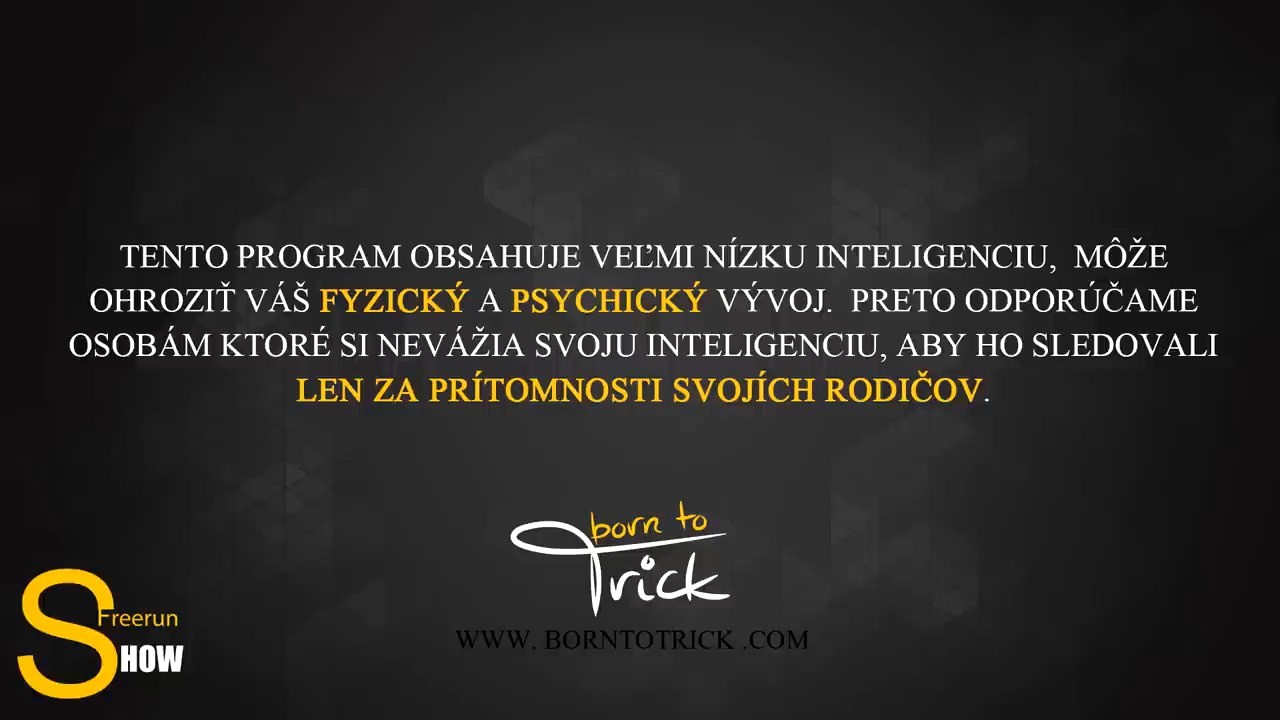 TENTO PROGRAM OBSAHUJE VEĽMI NÍZKU INTELIGENCIU, MÔŽE
OHROZIŤ VÁŠ FYZICKÝ A PSYCHICKÝ VÝVOJ. PRETO ODPORÚČAME
OSOBÁM KTORÉ SI NEVÁŽIA SVOJU INTELIGENCIU, ABY HO SLEDOVALI
LEN ZA PRÍTOMNOSTI SVOJÍCH RODIČOV.
born to
Trick
WWW. BORNTOTRICK .COM
Freerun
SHOW